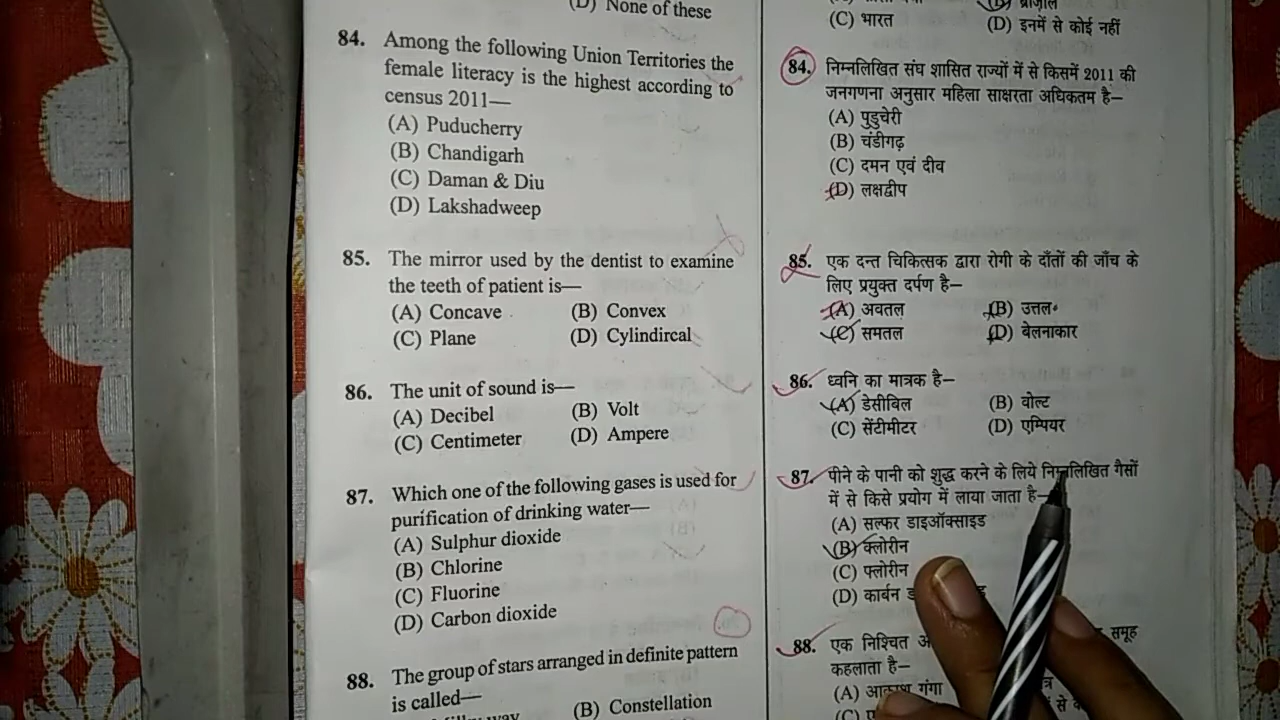 (D) None of these
84. Among the following Union Territories the
female literacy is the highest according to
census 2011—
(A) Puducherry
(B) Chandigarh
(C) Daman & Diu
(D) Lakshadweep
85. The mirror used by the dentist to examine
the teeth of patient is—
(A) Concave (B) Convex
(C) Plane (D) Cylindircal
86. The unit of sound is—
(A) Decibel (B) Volt
(C) Centimeter (D) Ampere
87. Which one of the following gases is used for
purification of drinking water—
(A) Sulphur dioxide
(B) Chlorine
(C) Fluorine
(D) Carbon dioxide
88. The group of stars arranged in definite pattern
is called—
(B) Constellation
(B) ब्राज़ील
(C) भारत (D) इनमें से कोई नहीं
84. निम्नलिखित संघ शासित राज्यों में से किसमें 2011 की
जनगणना अनुसार महिला साक्षरता अधिकतम है—
(A) पुडुचेरी
(B) चंडीगढ़
(C) दमन एवं दीव
(D) लक्षद्वीप
85. एक दन्त चिकित्सक द्वारा रोगी के दाँतों की जाँच के
लिए प्रयुक्त दर्पण है—
(A) अवतल (B) उत्तल
(C) समतल (D) बेलनाकार
86. ध्वनि का मात्रक है—
(A) डेसीबिल (B) वोल्ट
(C) सेंटीमीटर (D) एम्पियर
87. पीने के पानी को शुद्ध करने के लिये निम्नलिखित गैसों
में से किसे प्रयोग में लाया जाता है—
(A) सल्फर डाइऑक्साइड
(B) क्लोरीन
(C) फ्लोरीन
(D) कार्बन
88. एक निश्चित समूह
कहलाता है—
(A) आकाश गंगा